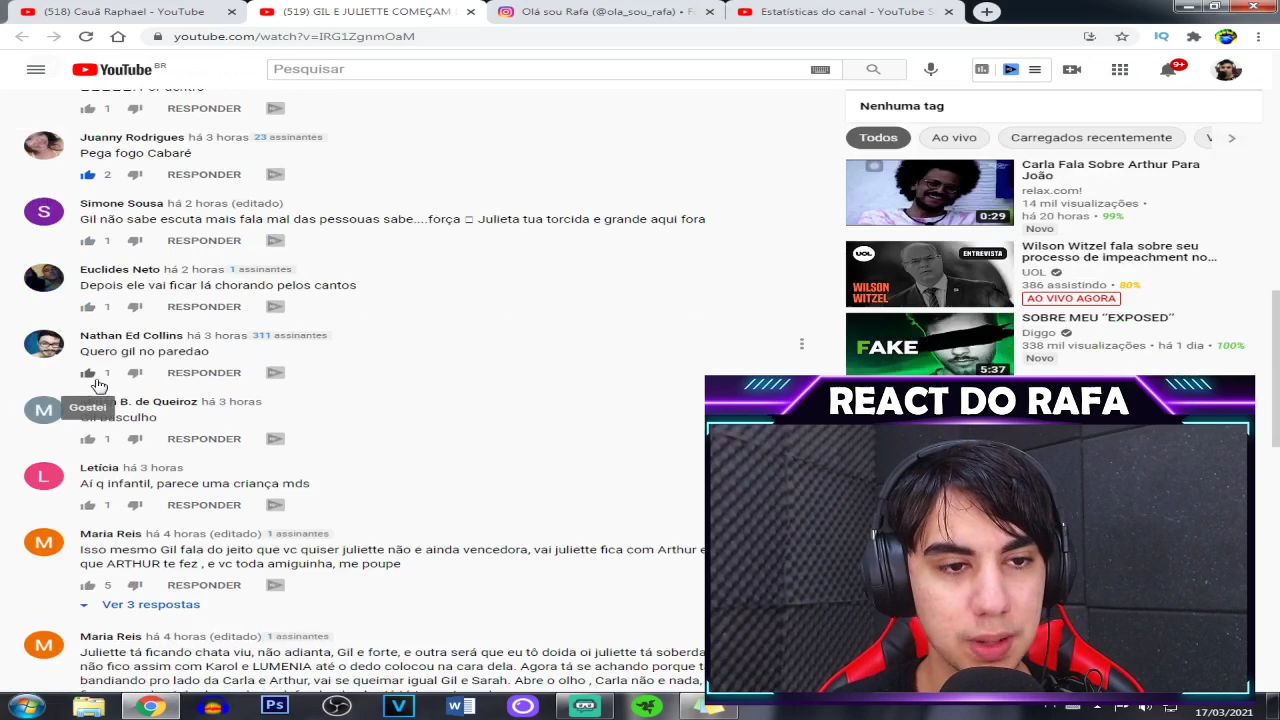 (518) Cauã Raphael - YouTube
(519) GIL E JULIETTE COMEÇAM
Olá sou Rafa (@ola_sou_rafa) •
Estatísticas do canal - YouTube
youtube.com/watch?v=IRG1ZgnmOaM
IQ
YouTube BR
Pesquisar
9+
1 RESPONDER
Juanny Rodrigues há 3 horas 23 assinantes
Pega fogo Cabaré
2 RESPONDER
S
Simone Sousa há 2 horas (editado)
Gil não sabe escuta mais fala mal das pessouas sabe....força Julieta tua torcida e grande aqui fora
1 RESPONDER
Euclides Neto há 2 horas 1 assinantes
Depois ele vai ficar lá chorando pelos cantos
1 RESPONDER
Nathan Ed Collins há 3 horas 311 assinantes
Quero gil no paredao
1 RESPONDER
M
B. de Queiroz há 3 horas
Gostei
1 RESPONDER
L
Letícia há 3 horas
Aí q infantil, parece uma criança mds
1 RESPONDER
M
Maria Reis há 4 horas (editado) 1 assinantes
Isso mesmo Gil fala do jeito que vc quiser juliette não e ainda vencedora, vai juliette fica com Arthur e
que ARTHUR te fez , e vc toda amiguinha, me poupe
5 RESPONDER
Ver 3 respostas
M
Maria Reis há 4 horas (editado) 1 assinantes
Juliette tá ficando chata viu, não adianta, Gil e forte, e outra será que eu tô doida oi juliette tá soberda
não fico assim com Karol e LUMENIA até o dedo colocou na cara dela. Agora tá se achando porque t
bandiando pro lado da Carla e Arthur, vai se queimar igual Gil e Sarah. Abre o olho , Carla não e nada,
Nenhuma tag
Todos
Ao vivo
Carregados recentemente
0:29
Carla Fala Sobre Arthur Para
João
relax.com!
14 mil visualizações •
há 20 horas • 99%
Novo
UOL
ENTREVISTA
WILSON
WITZEL
Wilson Witzel fala sobre seu
processo de impeachment no...
UOL
386 assistindo • 80%
AO VIVO AGORA
FAKE
5:37
SOBRE MEU "EXPOSED"
Diggo
338 mil visualizações • há 1 dia • 100%
Novo
REACT DO RAFA
Ps
V
W
17/03/2021